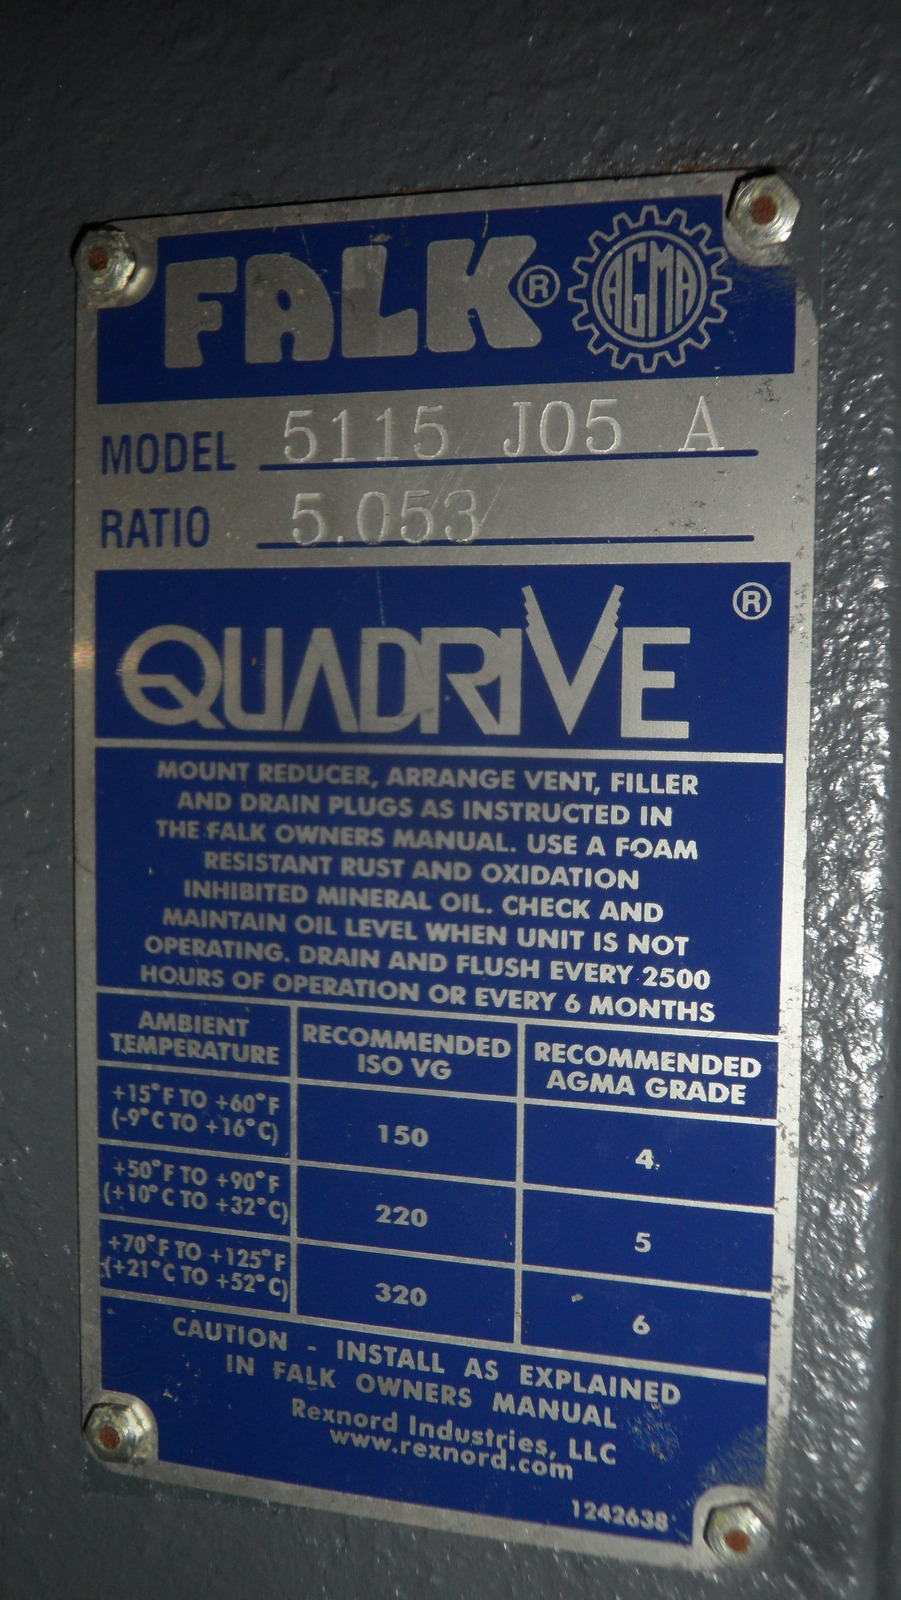 FALK® AGMA
MODEL 5115 J05 A
RATIO 5.053
QUADRIVE ®
MOUNT REDUCER, ARRANGE VENT, FILLER
AND DRAIN PLUGS AS INSTRUCTED IN
THE FALK OWNERS MANUAL. USE A FOAM
RESISTANT RUST AND OXIDATION
INHIBITED MINERAL OIL. CHECK AND
MAINTAIN OIL LEVEL WHEN UNIT IS NOT
OPERATING. DRAIN AND FLUSH EVERY 2500
HOURS OF OPERATION OR EVERY 6 MONTHS
AMBIENT
TEMPERATURE
RECOMMENDED
ISO VG
RECOMMENDED
AGMA GRADE
+15°F TO +60°F
(-9°C TO +16°C)
150
4
+50°F TO +90°F
(+10°C TO +32°C)
220
5
+70°F TO +125°F
(+21°C TO +52°C)
320
6
CAUTION - INSTALL AS EXPLAINED
IN FALK OWNERS MANUAL
Rexnord Industries, LLC
www.rexnord.com
1242638